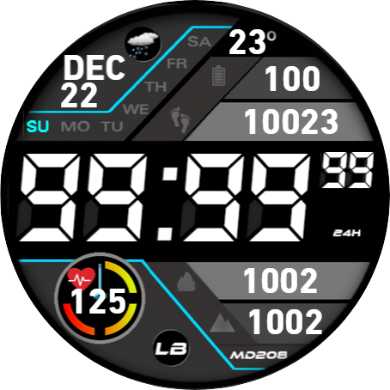 SA
23°
DEC
FR
22
TH
100
WE
10023
SU MO TU
99:99 99
24H
1002
125
1002
LB
MD208